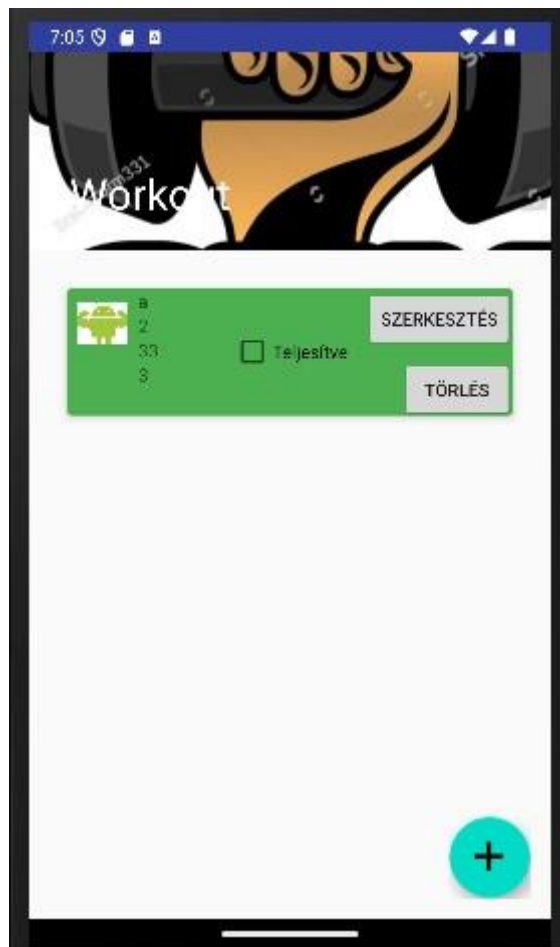 7:05
Workout
a
2
33
3
Teljesítve
SZERKESZTÉS
TÖRLÉS
+